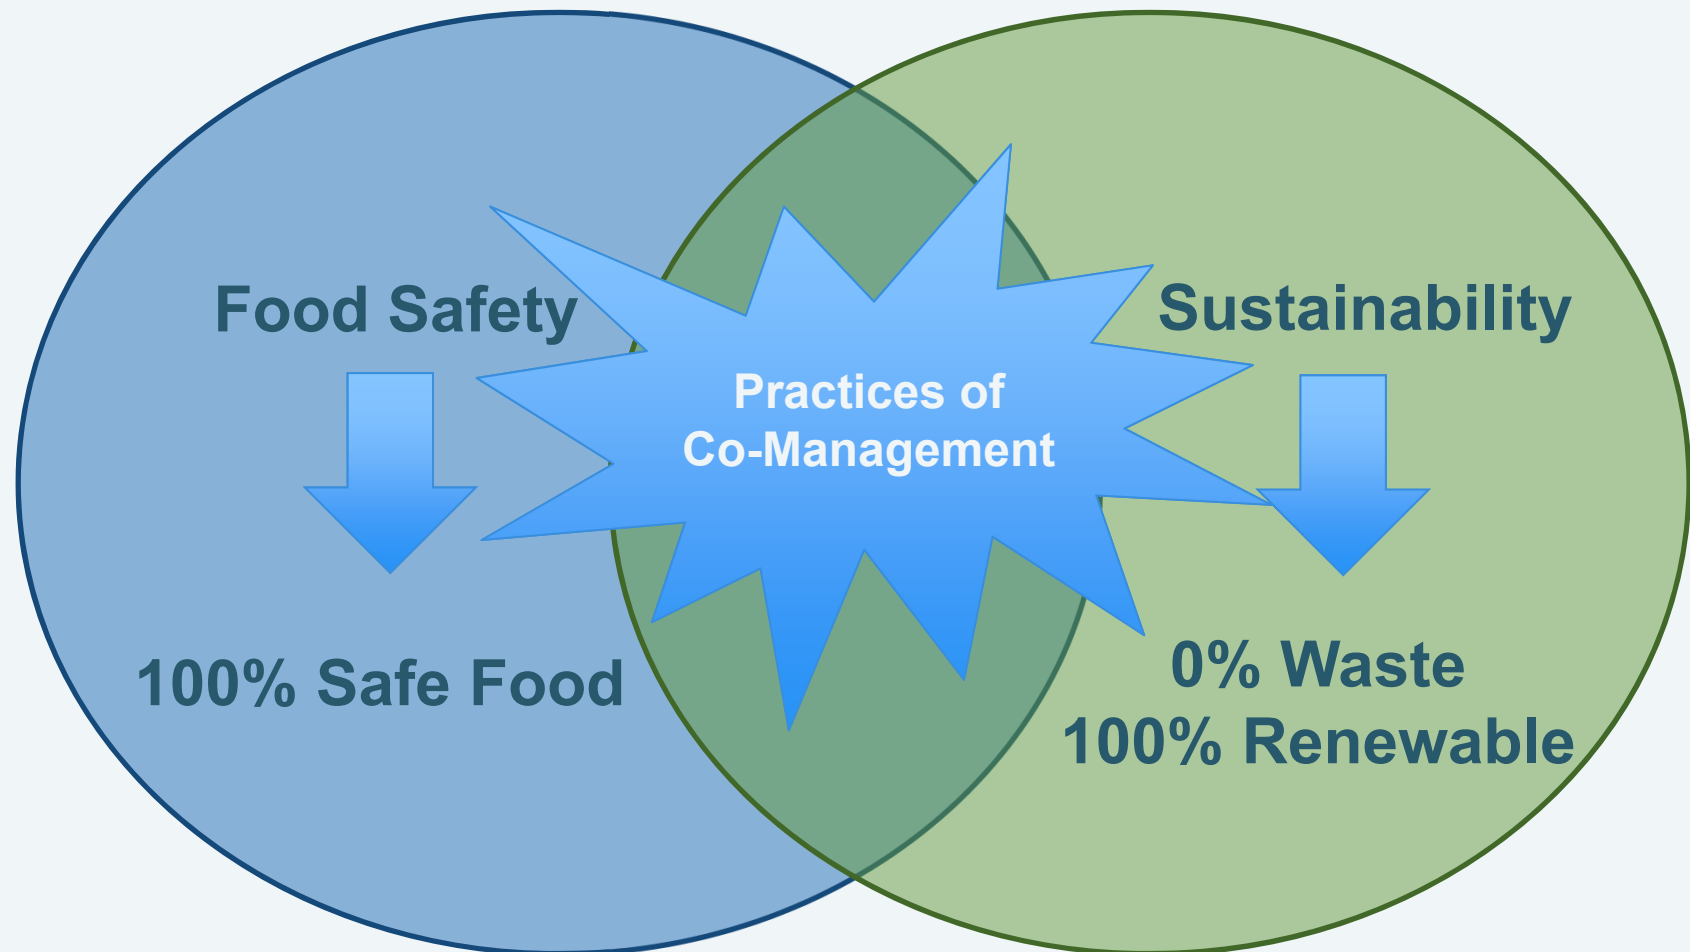 Food Safety
Sustainability
Practices of
Co-Management
100% Safe Food
0% Waste
100% Renewable